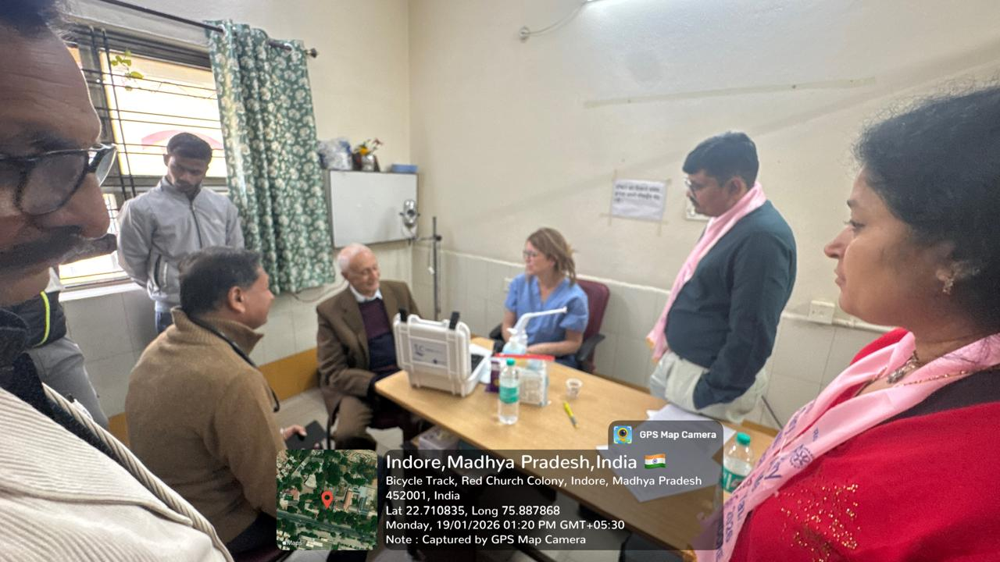 GPS Map Camera
Indore,Madhya Pradesh,India
Bicycle Track, Red Church Colony, Indore, Madhya Pradesh
452001, India
Lat 22.710835, Long 75.887868
Monday, 19/01/2026 01:20 PM GMT+05:30
Note : Captured by GPS Map Camera
Maps